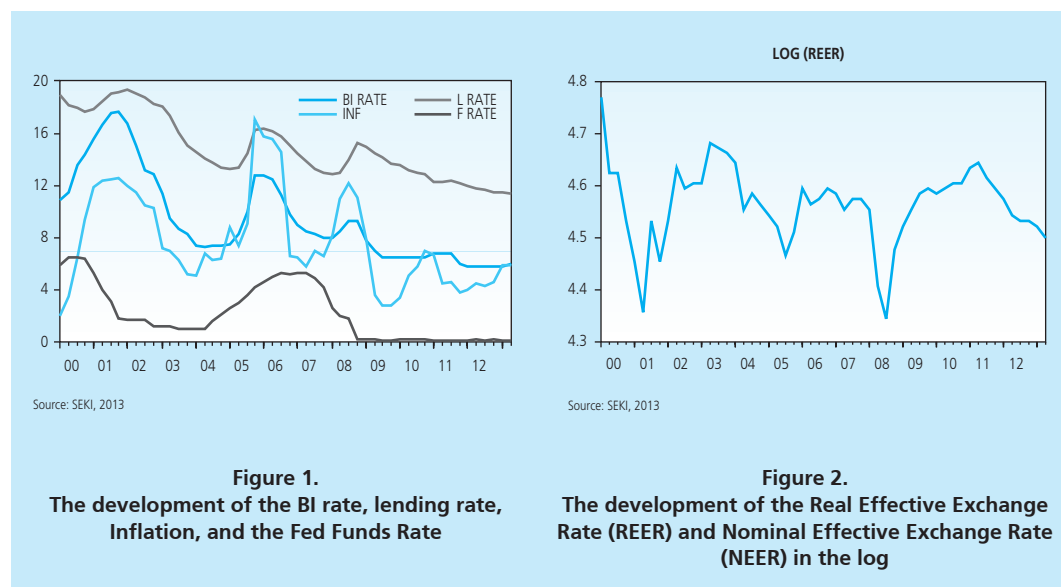 20
16
12
8
4
0
BI RATE
L RATE
INF
F RATE
00 01 02 03 04 05 06 07 08 09 10 11 12
Source: SEKI, 2013
Figure 1.
The development of the BI rate, lending rate,
Inflation, and the Fed Funds Rate
LOG (REER)
4.8
4.7
4.6
4.5
4.4
4.3
00 01 02 03 04 05 06 07 08 09 10 11 12
Source: SEKI, 2013
Figure 2.
The development of the Real Effective Exchange
Rate (REER) and Nominal Effective Exchange Rate
(NEER) in the log